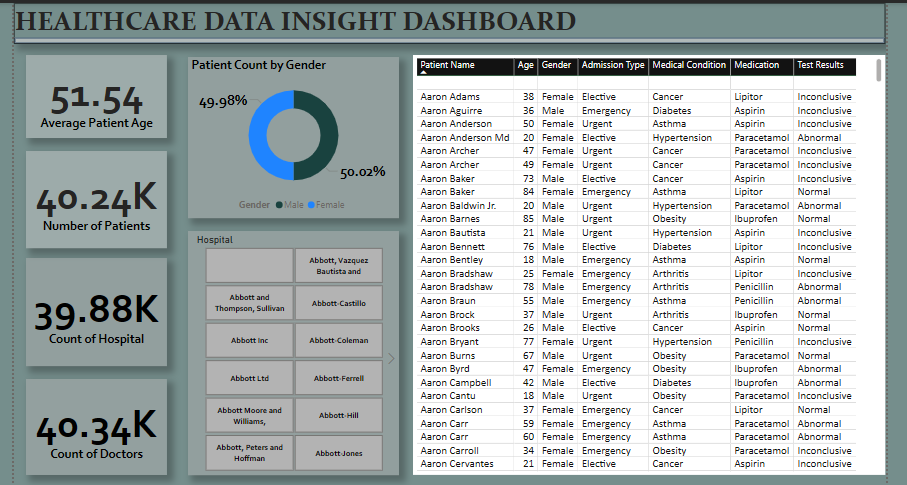 HEALTHCARE DATA INSIGHT DASHBOARD
51.54
Average Patient Age
40.24K
Number of Patients
39.88K
Count of Hospital
40.34K
Count of Doctors
Patient Count by Gender
49.98%
50.02%
Gender Male Female
Hospital
Abbott, Vazquez
Bautista and
Abbott and
Thompson, Sullivan
Abbott-Castillo
Abbott Inc
Abbott-Coleman
Abbott Ltd
Abbott-Ferrell
Abbott Moore and
Williams,
Abbott-Hill
Abbott, Peters and
Hoffman
Abbott-Jones
Patient Name Age Gender Admission Type Medical Condition Medication Test Results
Aaron Adams 38 Female Elective Cancer Lipitor Inconclusive
Aaron Aguirre 36 Male Emergency Diabetes Aspirin Inconclusive
Aaron Anderson 50 Female Urgent Asthma Aspirin Inconclusive
Aaron Anderson Md 20 Female Elective Hypertension Paracetamol Abnormal
Aaron Archer 47 Female Urgent Cancer Paracetamol Inconclusive
Aaron Archer 49 Female Urgent Cancer Paracetamol Inconclusive
Aaron Baker 73 Male Elective Cancer Aspirin Inconclusive
Aaron Baker 84 Female Emergency Asthma Lipitor Normal
Aaron Baldwin Jr. 20 Male Urgent Hypertension Paracetamol Abnormal
Aaron Barnes 85 Male Urgent Obesity Ibuprofen Normal
Aaron Bautista 21 Male Urgent Hypertension Aspirin Inconclusive
Aaron Bennett 76 Male Elective Diabetes Lipitor Inconclusive
Aaron Bentley 18 Male Emergency Asthma Aspirin Normal
Aaron Bradshaw 25 Female Emergency Arthritis Lipitor Inconclusive
Aaron Bradshaw 78 Male Emergency Arthritis Penicillin Abnormal
Aaron Braun 55 Male Emergency Asthma Penicillin Abnormal
Aaron Brock 37 Male Urgent Arthritis Ibuprofen Normal
Aaron Brooks 26 Male Elective Cancer Aspirin Normal
Aaron Bryant 77 Female Urgent Hypertension Penicillin Inconclusive
Aaron Burns 67 Male Urgent Obesity Paracetamol Normal
Aaron Byrd 47 Female Emergency Obesity Ibuprofen Abnormal
Aaron Campbell 42 Male Elective Diabetes Ibuprofen Abnormal
Aaron Cantu 18 Male Urgent Obesity Paracetamol Inconclusive
Aaron Carlson 37 Female Emergency Cancer Lipitor Normal
Aaron Carr 59 Female Emergency Asthma Paracetamol Abnormal
Aaron Carr 60 Female Emergency Asthma Paracetamol Abnormal
Aaron Carroll 34 Female Emergency Obesity Paracetamol Inconclusive
Aaron Cervantes 21 Female Elective Cancer Aspirin Inconclusive